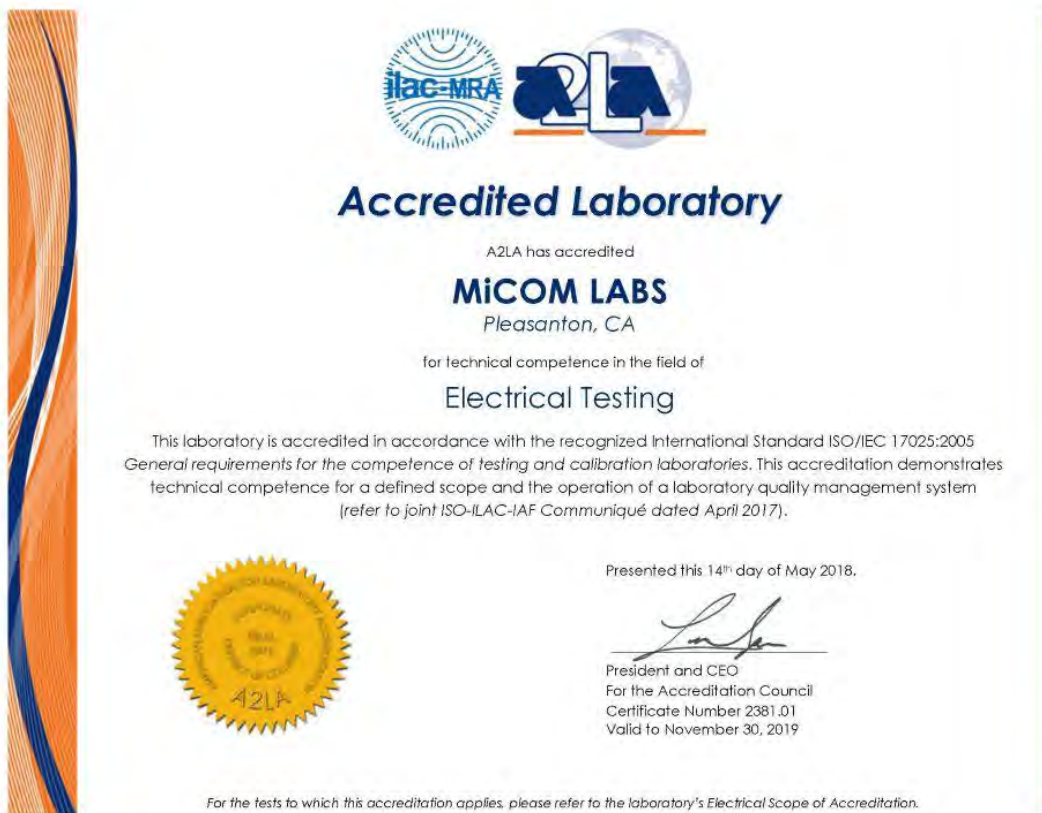 ilac-MRA
A2LA
Accredited Laboratory
A2LA has accredited
MiCOM LABS
Pleasanton, CA
for technical competence in the field of
Electrical Testing
This laboratory is accredited in accordance with the recognized International Standard ISO/IEC 17025:2005
General requirements for the competence of testing and calibration laboratories. This accreditation demonstrates
technical competence for a defined scope and the operation of a laboratory quality management system
(refer to joint ISO-ILAC-IAF Communiqué dated April 2017).
A2LA
Presented this 14th day of May 2018.
President and CEO
For the Accreditation Council
Certificate Number 2381.01
Valid to November 30, 2019
For the tests to which this accreditation applies, please refer to the laboratory's Electrical Scope of Accreditation.